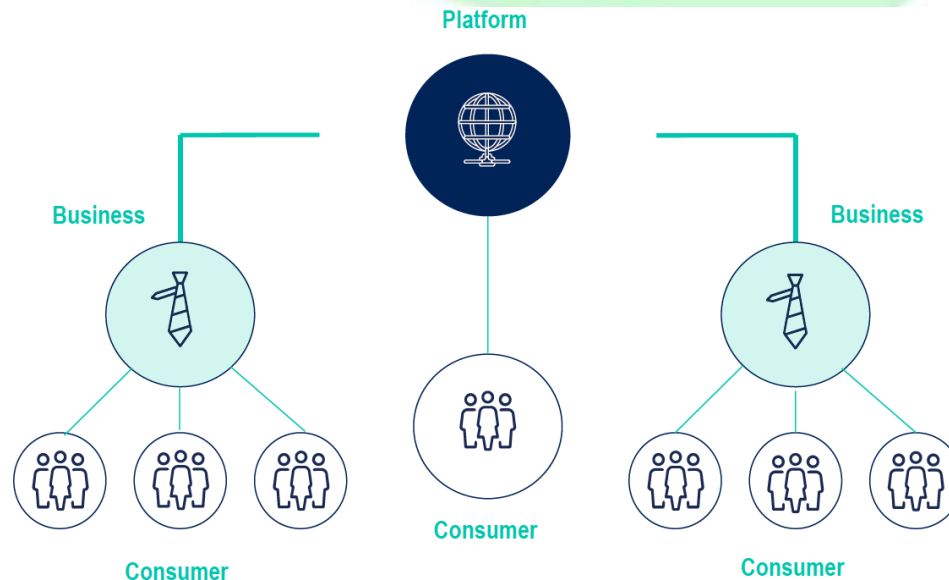 Platform
Business
Business
Consumer
Consumer
Consumer